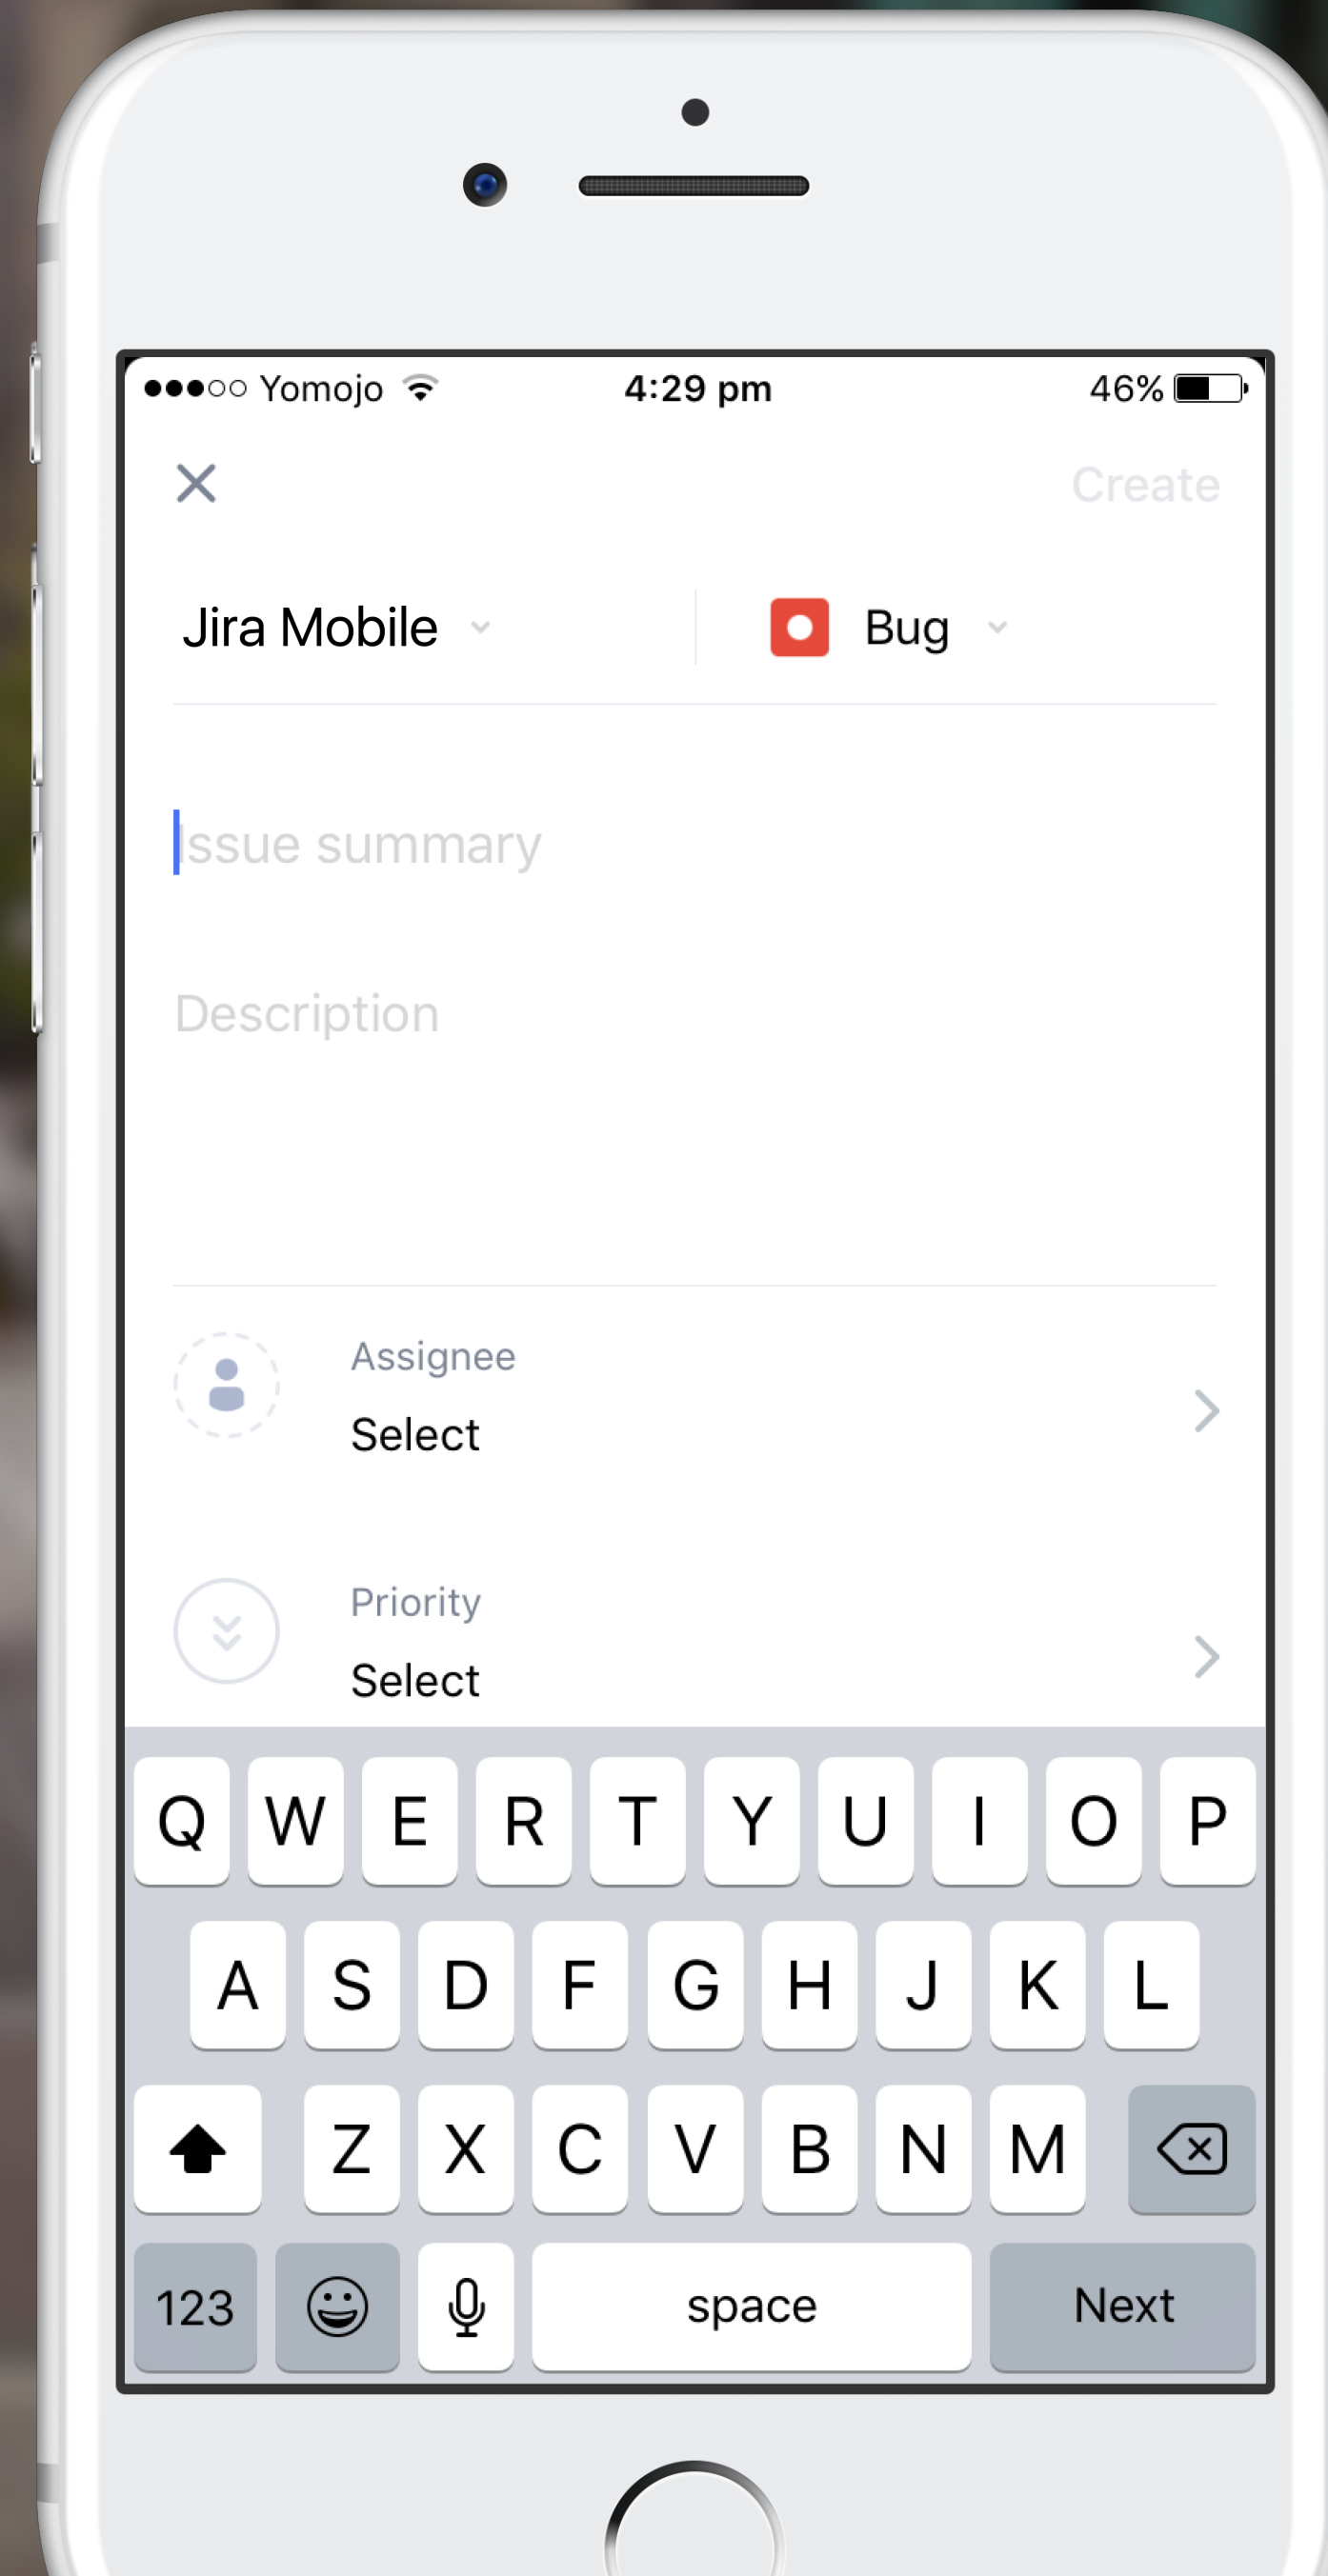 Yomojo 4:29 pm 46%
Create
Jira Mobile Bug
Issue summary
Description
Assignee
Select
Priority
Select
Q W E R T Y U I O P
A S D F G H J K L
Z X C V B N M
123 space Next